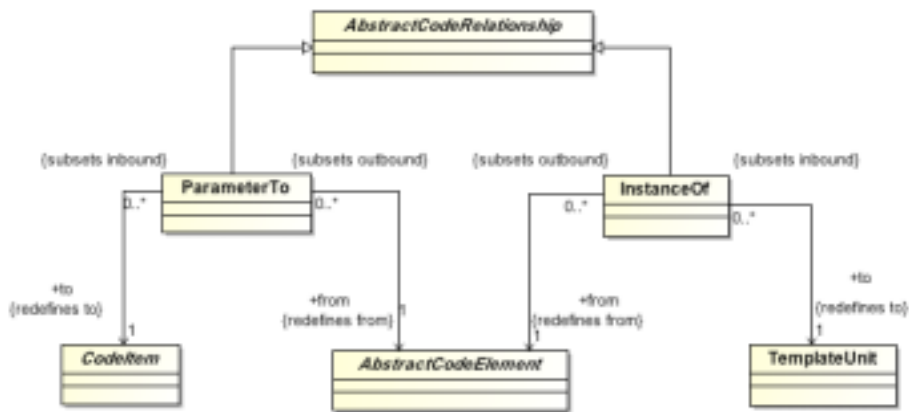 AbstractCodeRelationship
{subsets inbound}
{subsets outbound}
{subsets outbound}
{subsets inbound}
ParameterTo
InstanceOf
0..*
0..*
0..*
0..*
+to
{redefines to}
+from
{redefines from}
+from
{redefines from}
+to
{redefines to}
1
1
1
1
CodeItem
AbstractCodeElement
TemplateUnit